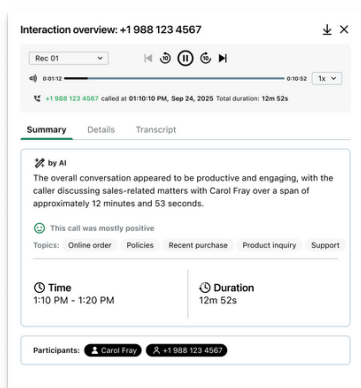 Interaction overview: +1 988 123 4567
Rec 01
0:01:12
0:10:52
1x
+1 988 123 4567 called at 01:10:10 PM, Sep 24, 2025 Total duration: 12m 52s
Summary Details Transcript
by AI
The overall conversation appeared to be productive and engaging, with the
caller discussing sales-related matters with Carol Fray over a span of
approximately 12 minutes and 53 seconds.
This call was mostly positive
Topics: Online order Policies Recent purchase Product inquiry Support
Time
1:10 PM - 1:20 PM
Duration
12m 52s
Participants: Carol Fray +1 988 123 4567